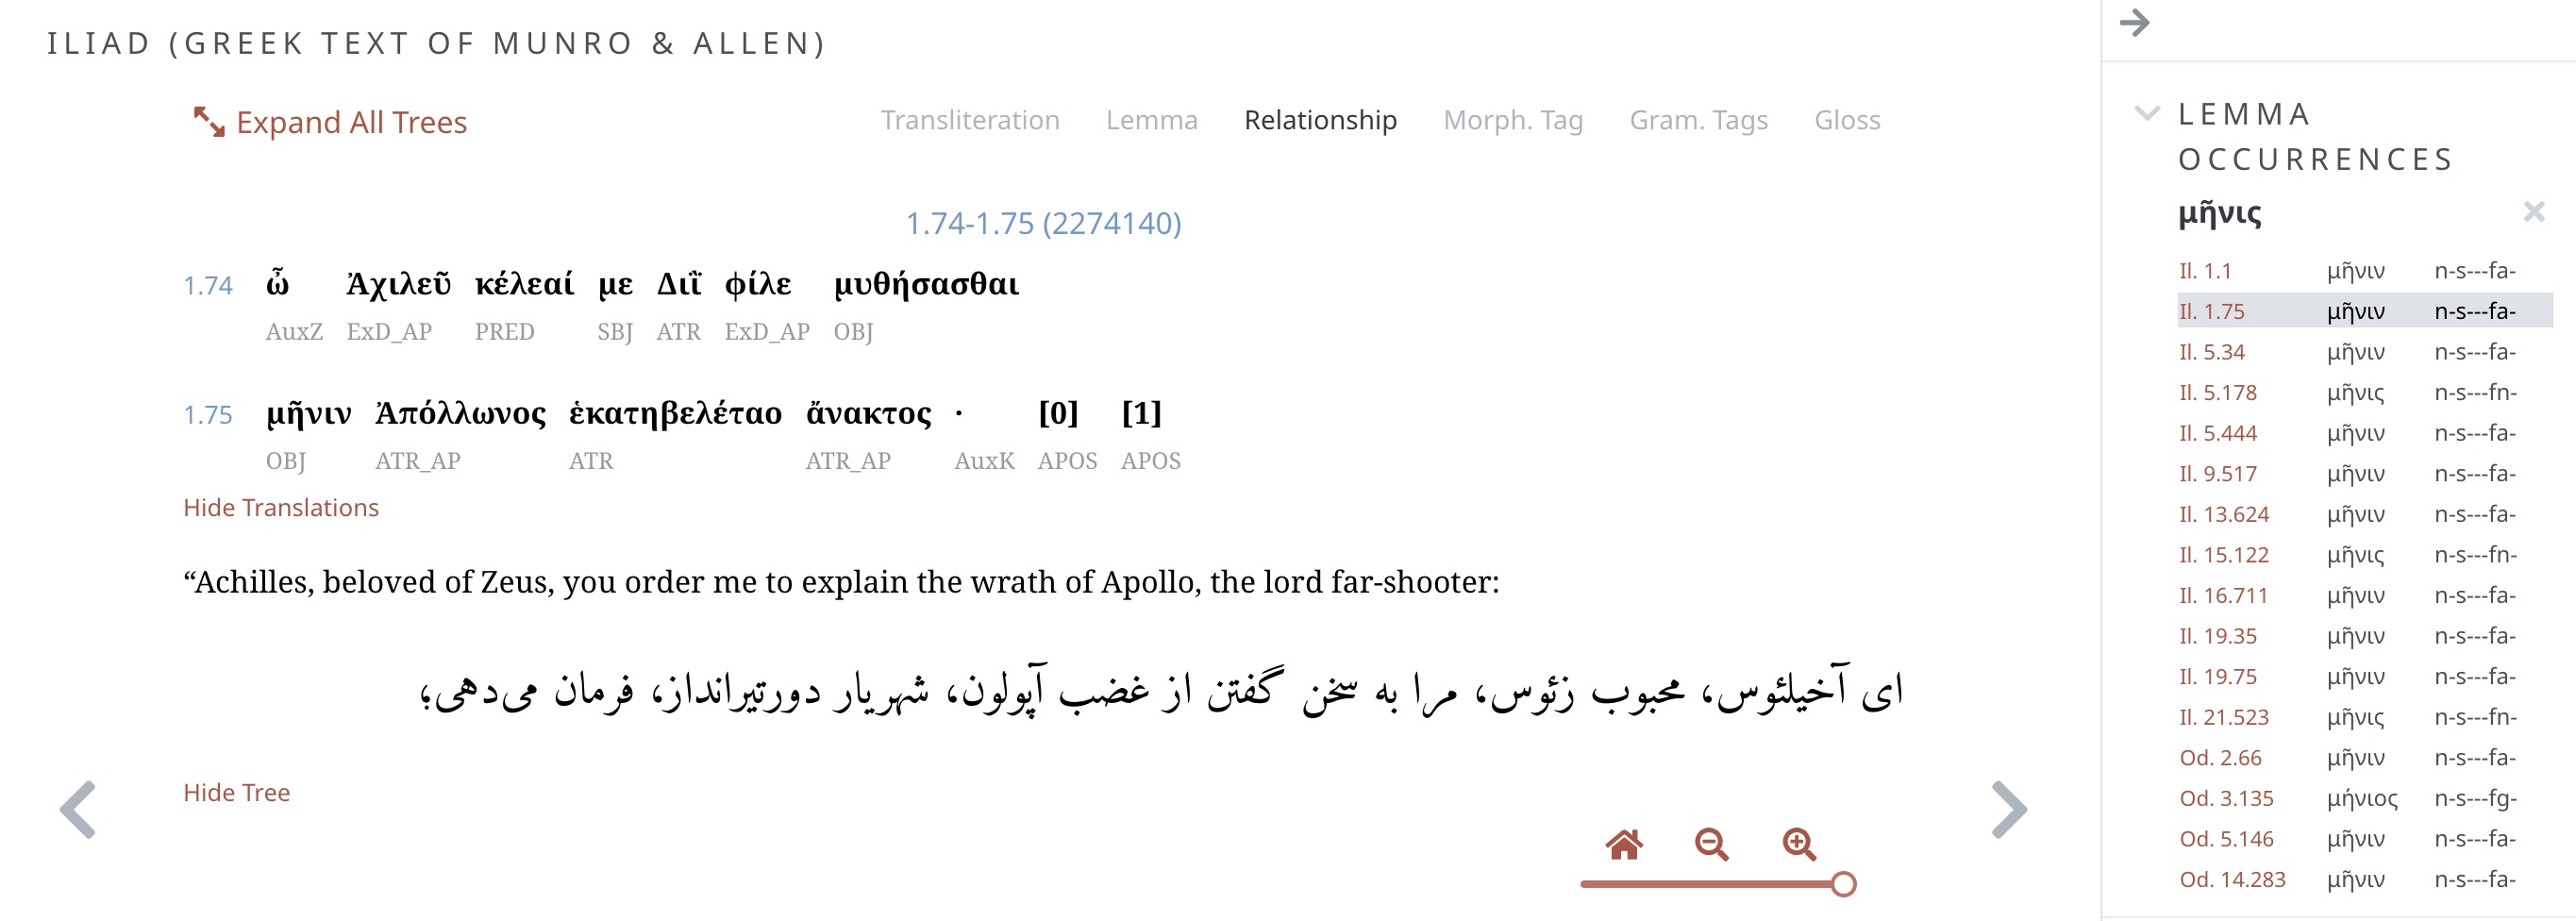 ILIAD (GREEK TEXT OF MUNRO & ALLEN)
Expand All Trees
Transliteration Lemma Relationship Morph. Tag Gram. Tags Gloss
1.74-1.75 (2274140)
1.74 ὦ Ἀχιλεῦ κέλεαί με Διῒ φίλε μυθήσασθαι
AuxZ ExD_AP PRED SBJ ATR ExD_AP OBJ
1.75 μῆνιν Ἀπόλλωνος ἑκατηβελέταο ἄνακτος · [0] [1]
OBJ ATR_AP ATR ATR_AP AuxK APOS APOS
Hide Translations
“Achilles, beloved of Zeus, you order me to explain the wrath of Apollo, the lord far-shooter:
ای آخیلئوس، محبوب زئوس، مرا به سخن گفتن از غضب آپولون، شهریار دورتیرانداز، فرمان می‌دهی؛
Hide Tree
LEMMA
OCCURRENCES
μῆνις
Il. 1.1 μῆνιν n-s---fa-
Il. 1.75 μῆνιν n-s---fa-
Il. 5.34 μῆνιν n-s---fa-
Il. 5.178 μῆνις n-s---fn-
Il. 5.444 μῆνιν n-s---fa-
Il. 9.517 μῆνιν n-s---fa-
Il. 13.624 μῆνιν n-s---fa-
Il. 15.122 μῆνις n-s---fn-
Il. 16.711 μῆνιν n-s---fa-
Il. 19.35 μῆνιν n-s---fa-
Il. 19.75 μῆνιν n-s---fa-
Il. 21.523 μῆνις n-s---fn-
Od. 2.66 μῆνιν n-s---fa-
Od. 3.135 μήνιος n-s---fg-
Od. 5.146 μῆνιν n-s---fa-
Od. 14.283 μῆνιν n-s---fa-